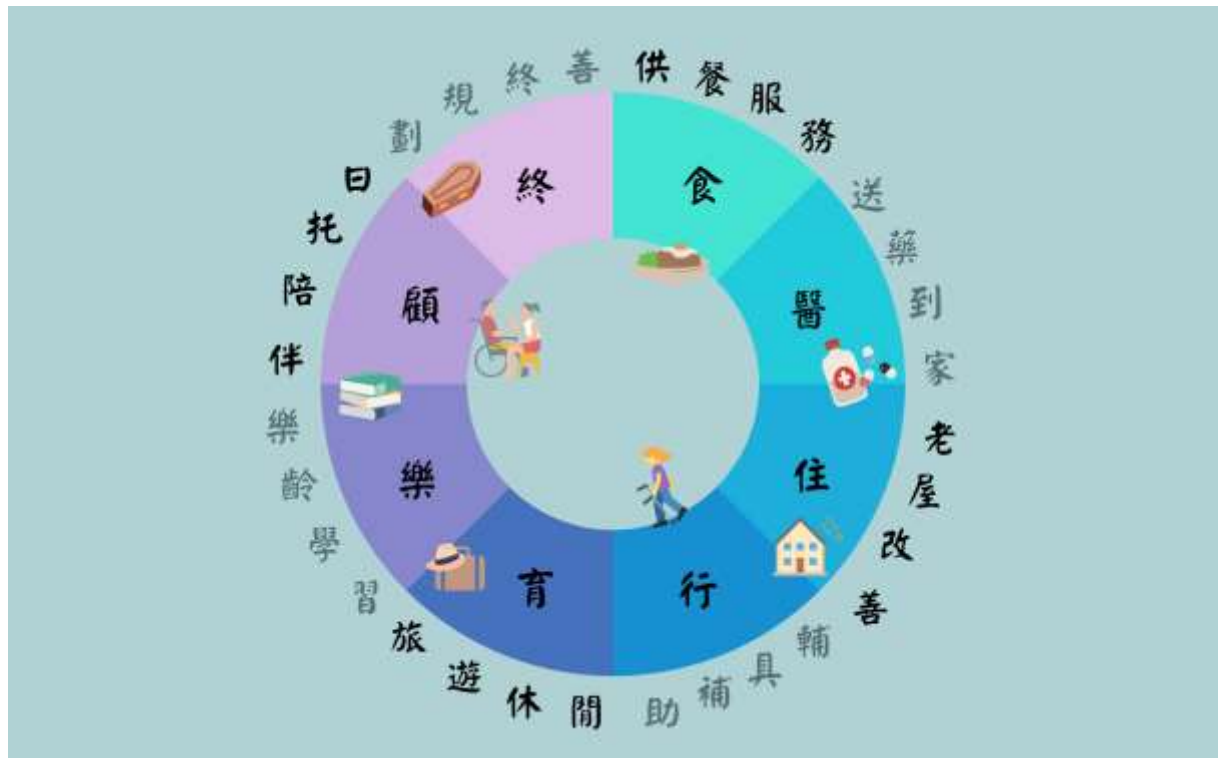 供餐服務
食
送藥到家
醫
老屋改善
住
輔具補助
行
旅遊休閒
育
樂齡學習
樂
日托陪伴
顧
善終規劃
終